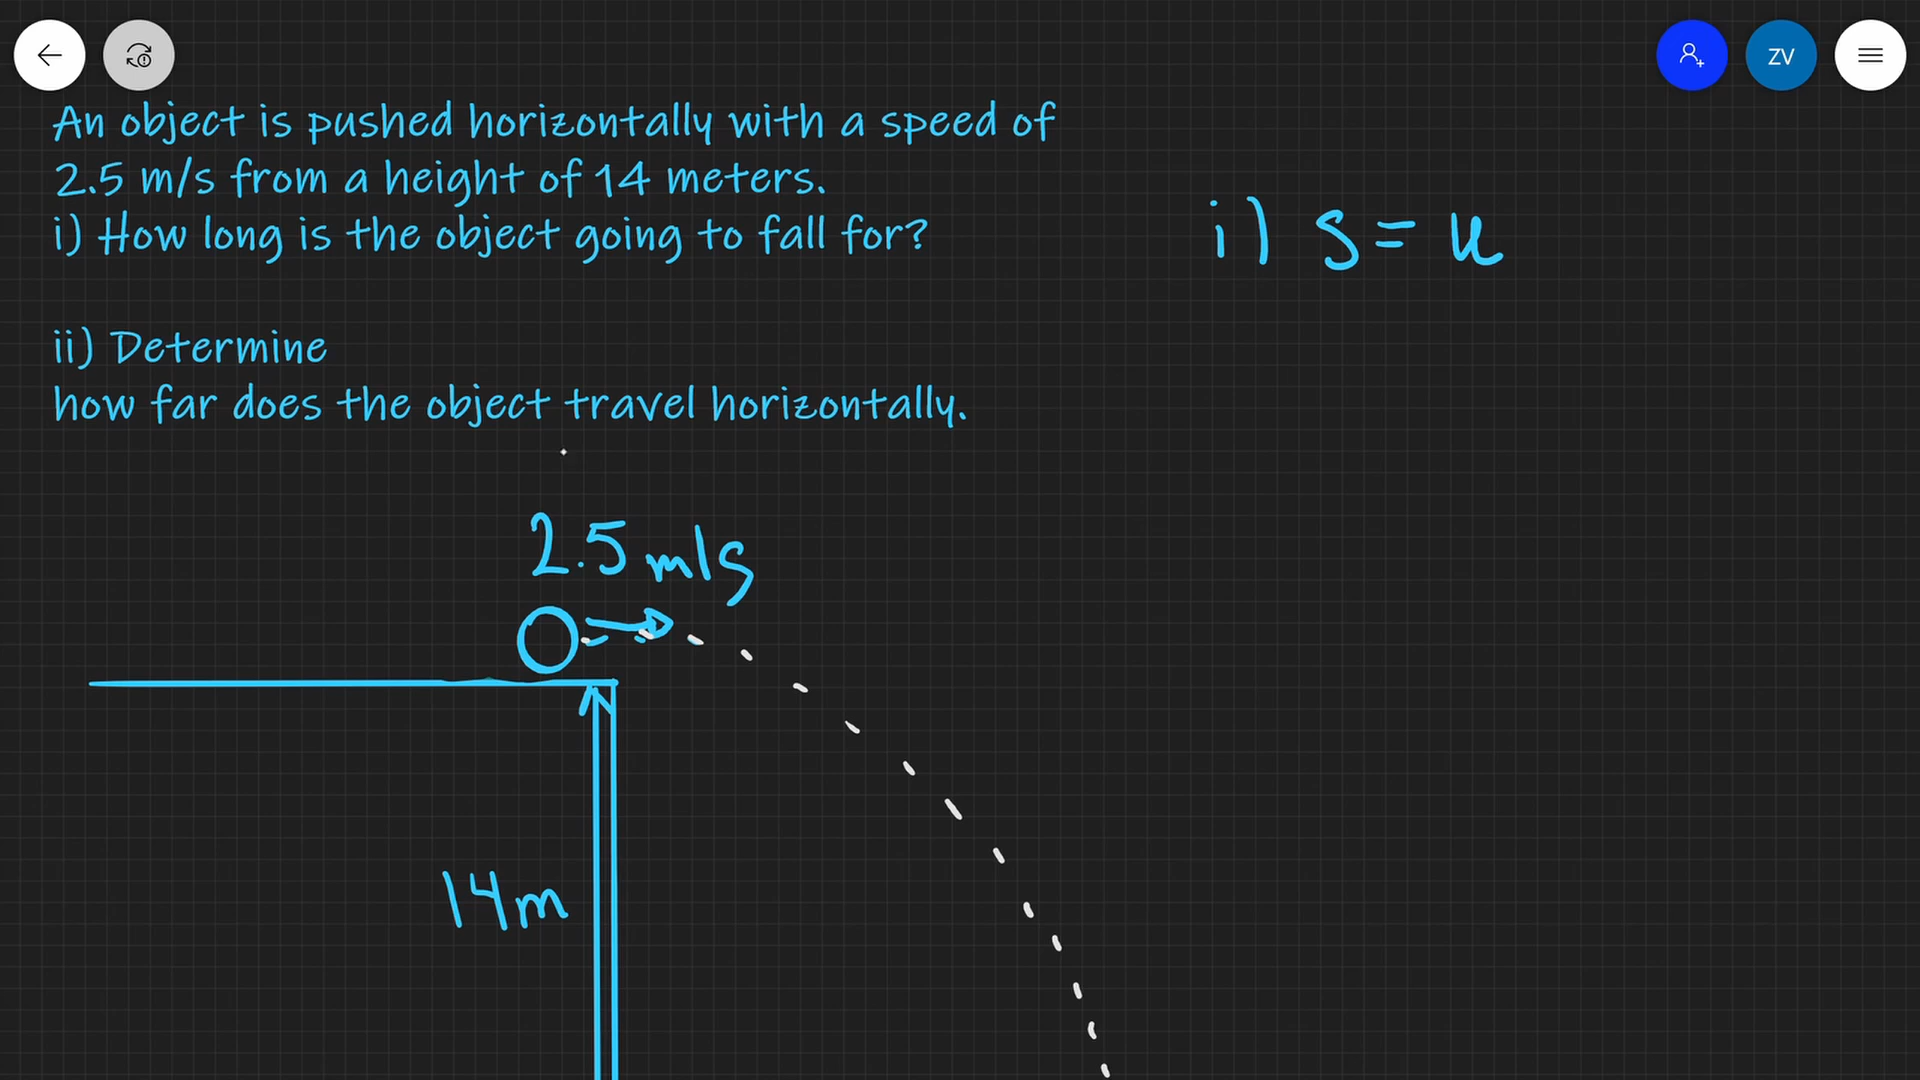 ZV
An object is pushed horizontally with a speed of
2.5 m/s from a height of 14 meters.
i) How long is the object going to fall for?
i) s = u
ii) Determine
how far does the object travel horizontally.
2.5 m/s
14m